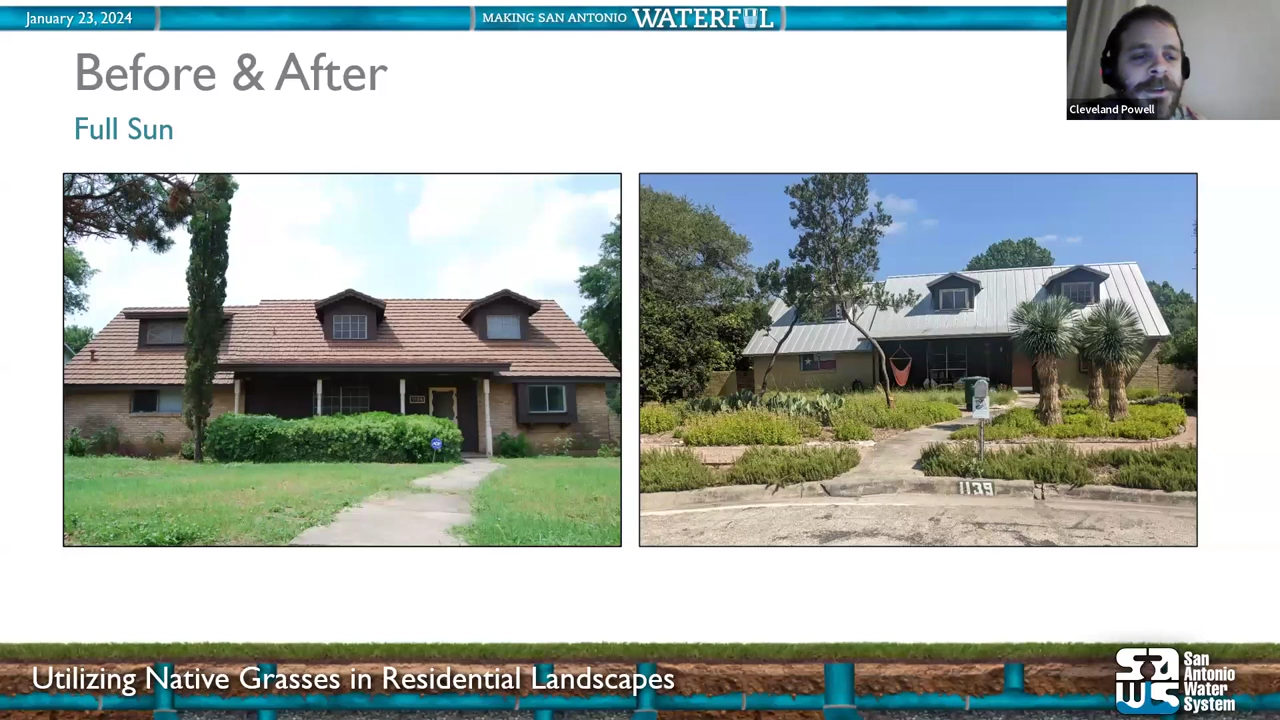 January 23, 2024
MAKING SAN ANTONIO WATERFUL
Cleveland Powell
Before & After
Full Sun
1139
Utilizing Native Grasses in Residential Landscapes
SAWS
San
Antonio
Water
System